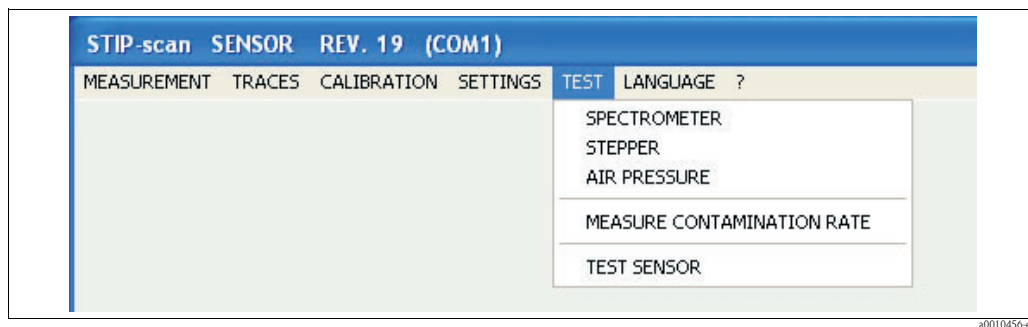 STIP-scan SENSOR REV. 19 (COM1)
MEASUREMENT TRACES CALIBRATION SETTINGS TEST LANGUAGE ?
SPECTROMETER
STEPPER
AIR PRESSURE
MEASURE CONTAMINATION RATE
TEST SENSOR